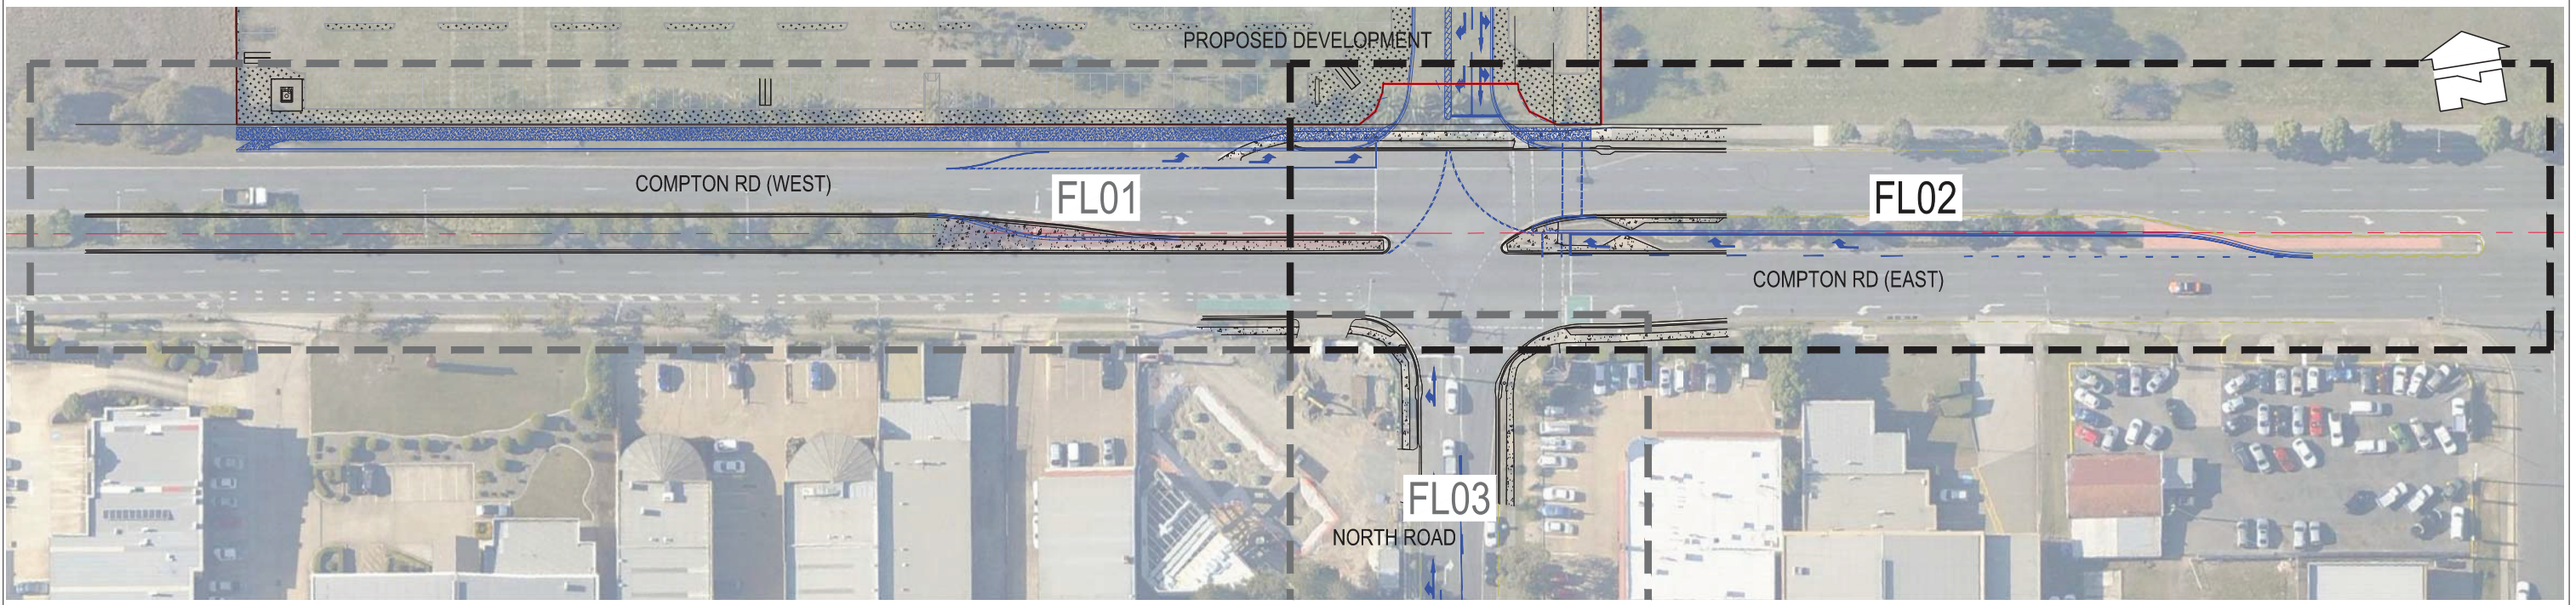 PROPOSED DEVELOPMENT
N
COMPTON RD (WEST)
FL01
FL02
COMPTON RD (EAST)
FL03
NORTH ROAD